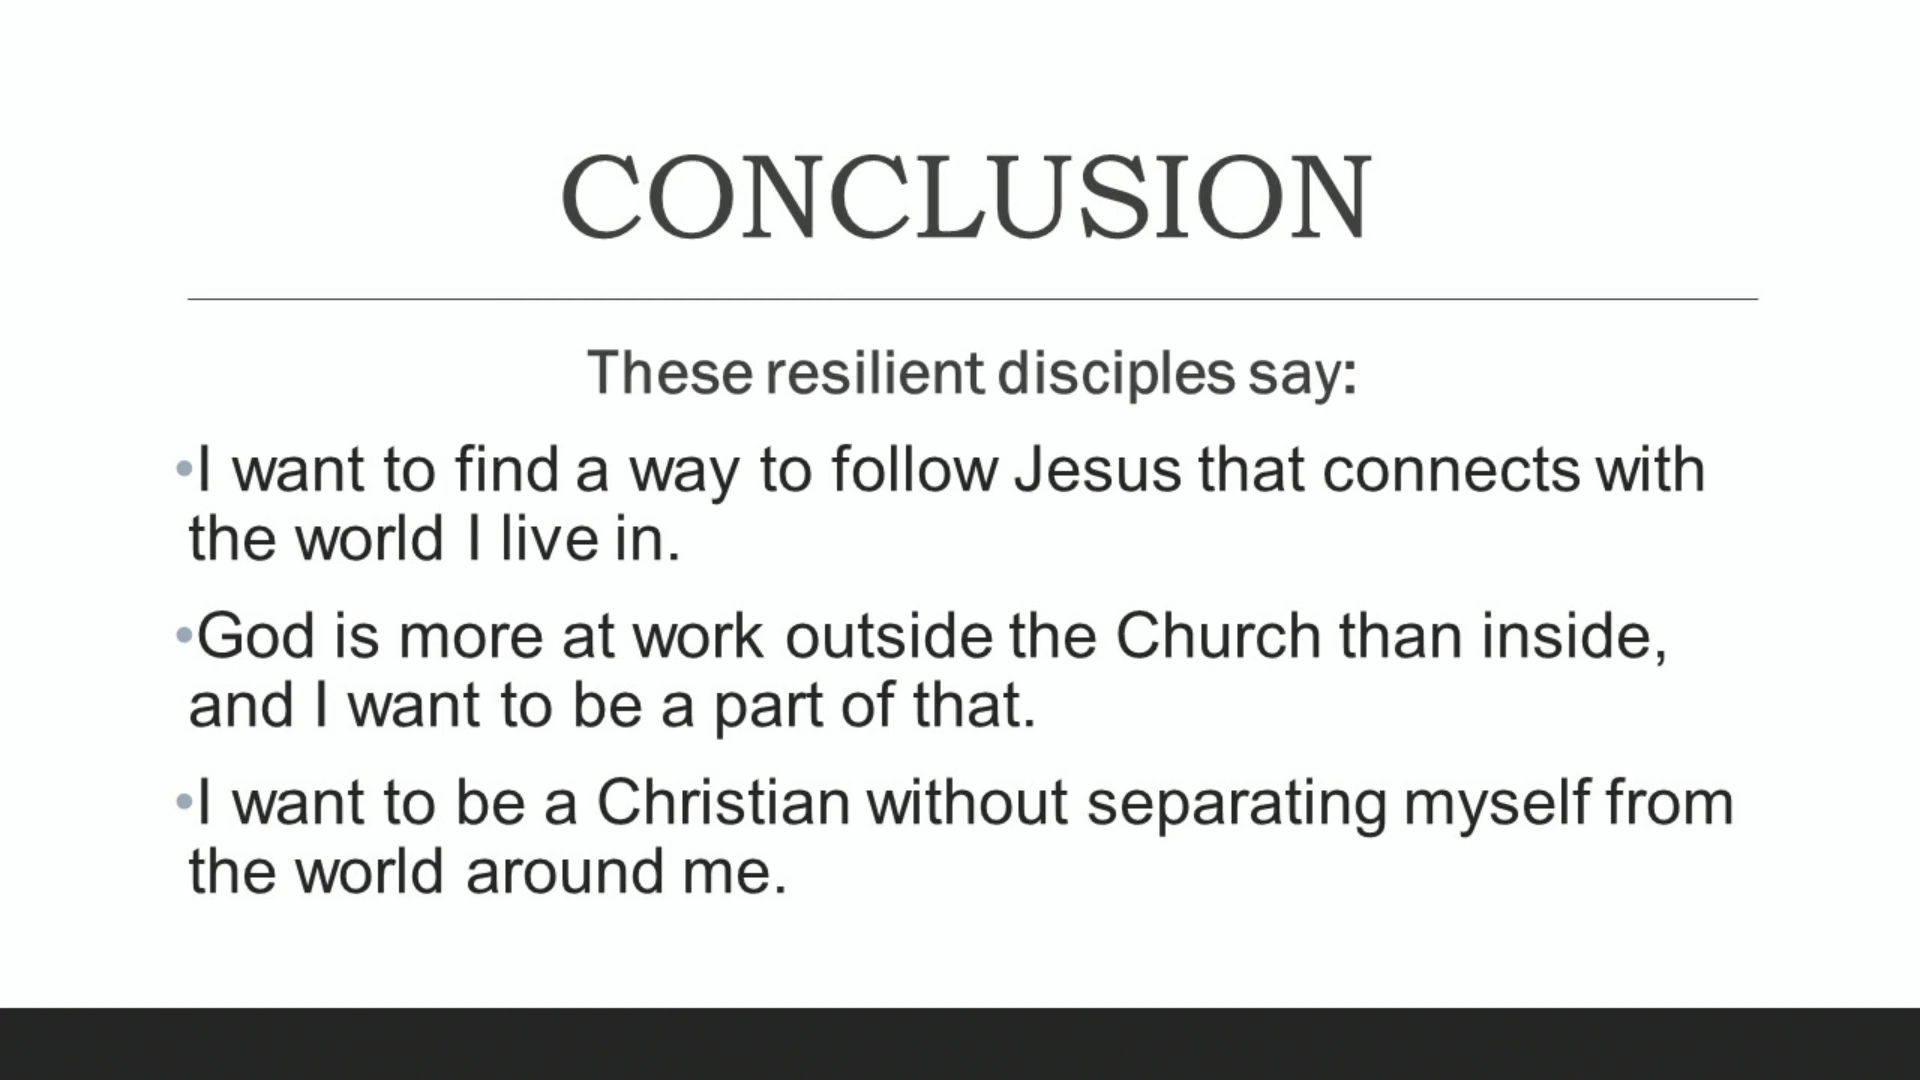 CONCLUSION
These resilient disciples say:
•I want to find a way to follow Jesus that connects with
the world I live in.
•God is more at work outside the Church than inside,
and I want to be a part of that.
•I want to be a Christian without separating myself from
the world around me.